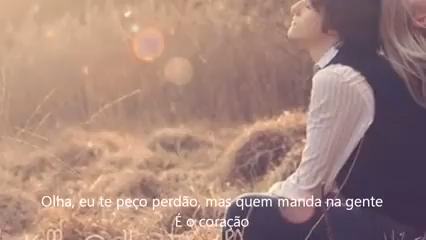 Olha, eu te peço perdão, mas quem manda na gente
É o coração